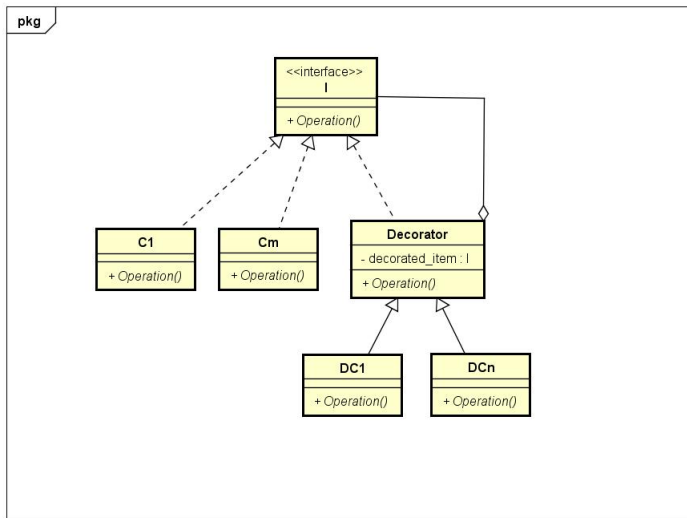 pkg
<<interface>>
I
+ Operation()
C1
+ Operation()
Cm
+ Operation()
Decorator
- decorated_item : I
+ Operation()
DC1
+ Operation()
DCn
+ Operation()